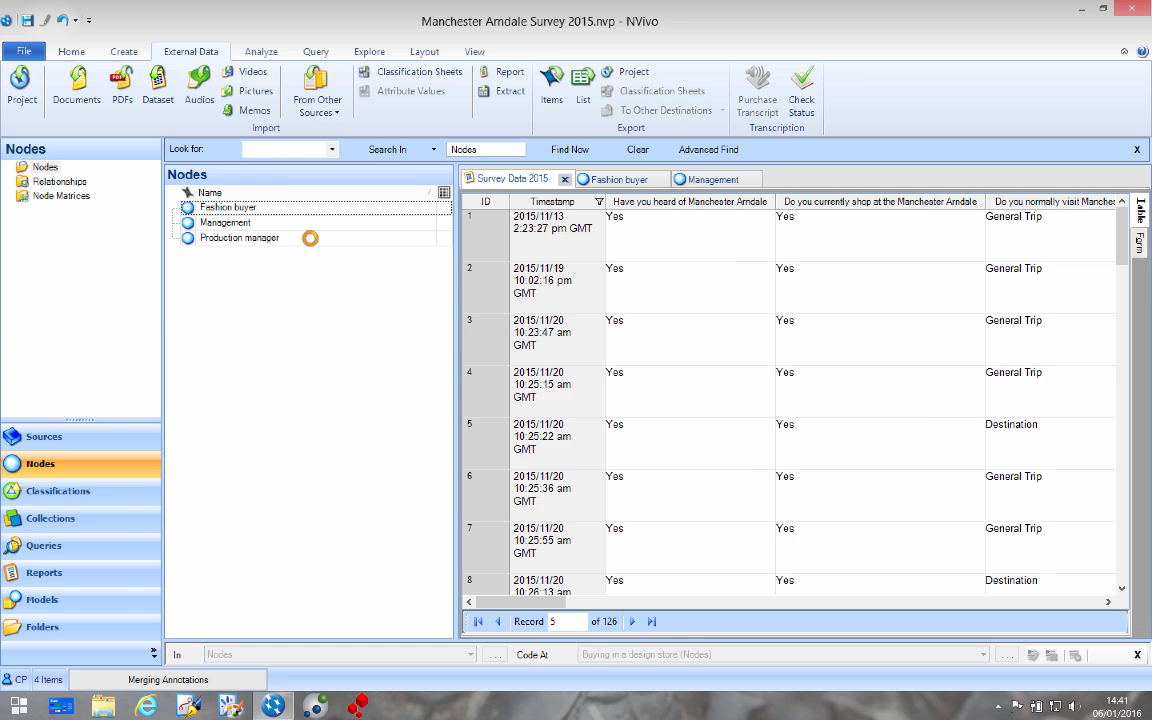 Manchester Arndale Survey 2015.nvp - NVivo
File Home Create External Data Analyze Query Explore Layout View
Project
Documents
PDFs
Dataset
Audios
Videos
Pictures
Memos
From Other Sources
Classification Sheets
Attribute Values
Report
Extract
Items
List
Project
Classification Sheets
To Other Destinations
Purchase Transcript
Check Status
Import
Export
Transcription
Nodes
Nodes
Relationships
Node Matrices
Look for: Search In Nodes Find Now Clear Advanced Find X
Nodes
Name
Fashion buyer
Management
Production manager
Survey Data 2015 Fashion buyer Management
ID Timestamp Have you heard of Manchester Arndale Do you currently shop at the Manchester Arndale Do you normally visit Manches
1 2015/11/13 2:23:27 pm GMT Yes Yes General Trip
2 2015/11/19 10:02:16 pm GMT Yes Yes General Trip
3 2015/11/20 10:23:47 am GMT Yes Yes General Trip
4 2015/11/20 10:25:15 am GMT Yes Yes General Trip
5 2015/11/20 10:25:22 am GMT Yes Yes Destination
6 2015/11/20 10:25:36 am GMT Yes Yes General Trip
7 2015/11/20 10:25:55 am GMT Yes Yes General Trip
8 2015/11/20 10:26:13 am Yes Yes Destination
Table
Form
Record 5 of 126
Sources
Nodes
Classifications
Collections
Queries
Reports
Models
Folders
In Nodes ... Code At Buying in a design store (Nodes) ... X
CP 4 Items Merging Annotations
14:41
06/01/2016